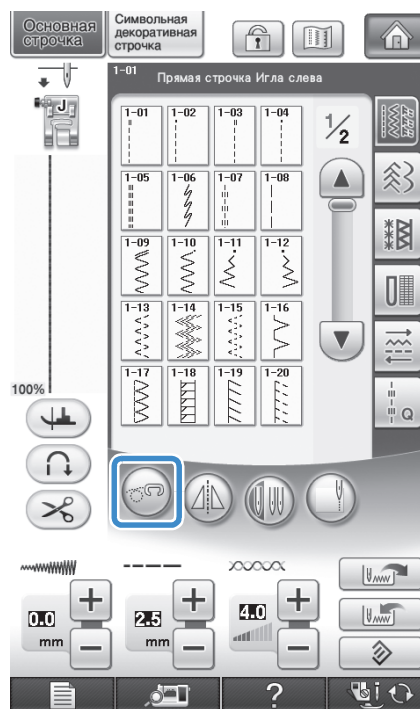 Основная
строчка
Символьная
декоративная
строчка
1-01
Прямая строчка Игла слева
J
1-01 1-02 1-03 1-04
1/2
1-05 1-06 1-07 1-08
1-09 1-10 1-11 1-12
1-13 1-14 1-15 1-16
1-17 1-18 1-19 1-20
100%
Q
0.0
mm
2.5
mm
4.0
?